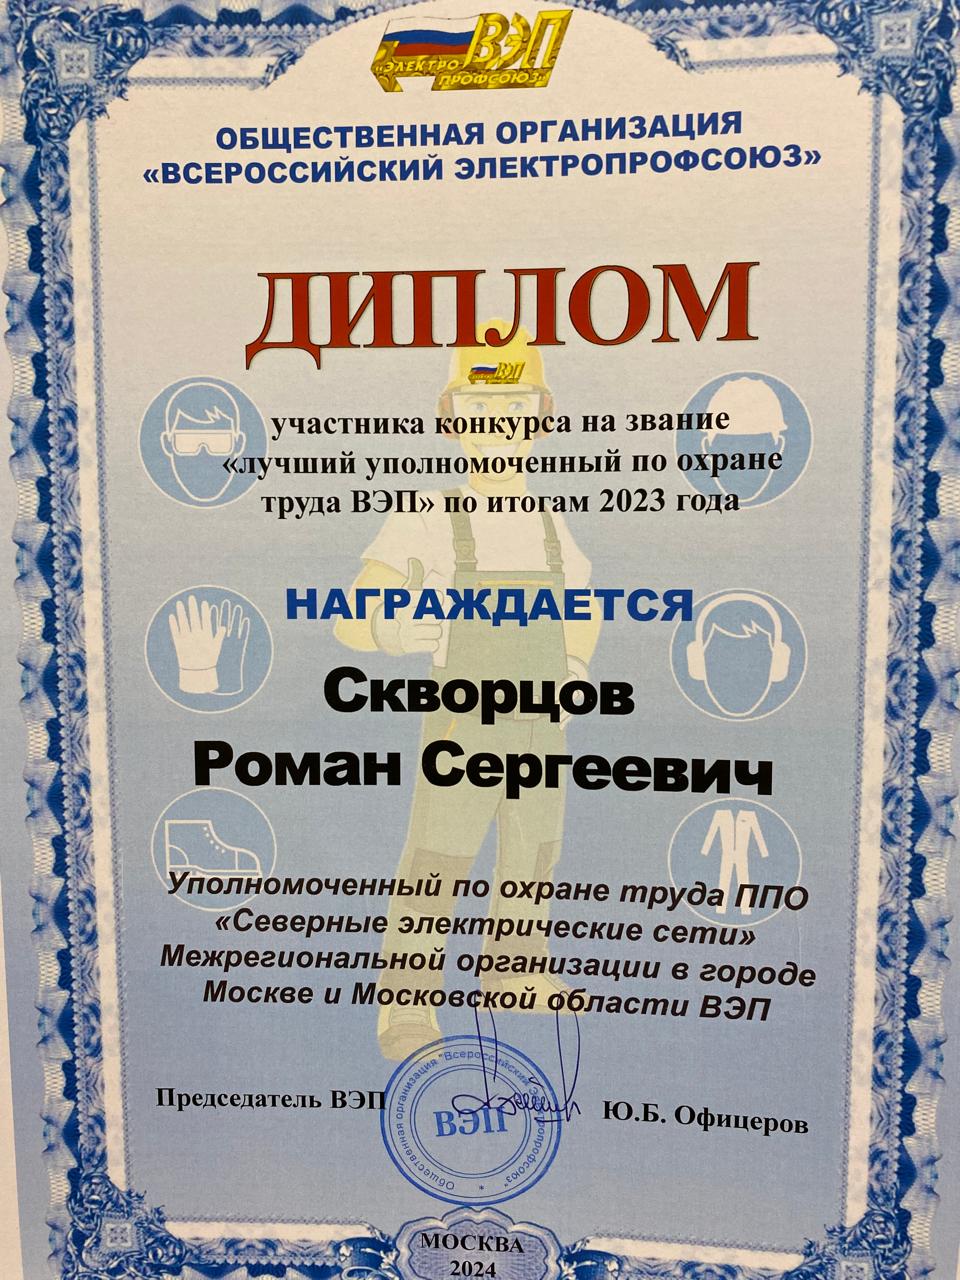 ВЭП
«ЭЛЕКТРО
ПРОФСОЮЗ»
ОБЩЕСТВЕННАЯ ОРГАНИЗАЦИЯ
«ВСЕРОССИЙСКИЙ ЭЛЕКТРОПРОФСОЮЗ»
ДИПЛОМ
ВЭП
участника конкурса на звание
«лучший уполномоченный по охране
труда ВЭП» по итогам 2023 года
НАГРАЖДАЕТСЯ
Скворцов
Роман Сергеевич
Уполномоченный по охране труда ППО
«Северные электрические сети»
Межрегиональной организации в городе
Москве и Московской области ВЭП
Председатель ВЭП
Общественная организация "Всероссийский Электропрофсоюз" *
ВЭП
Ю.Б. Офицеров
МОСКВА
2024